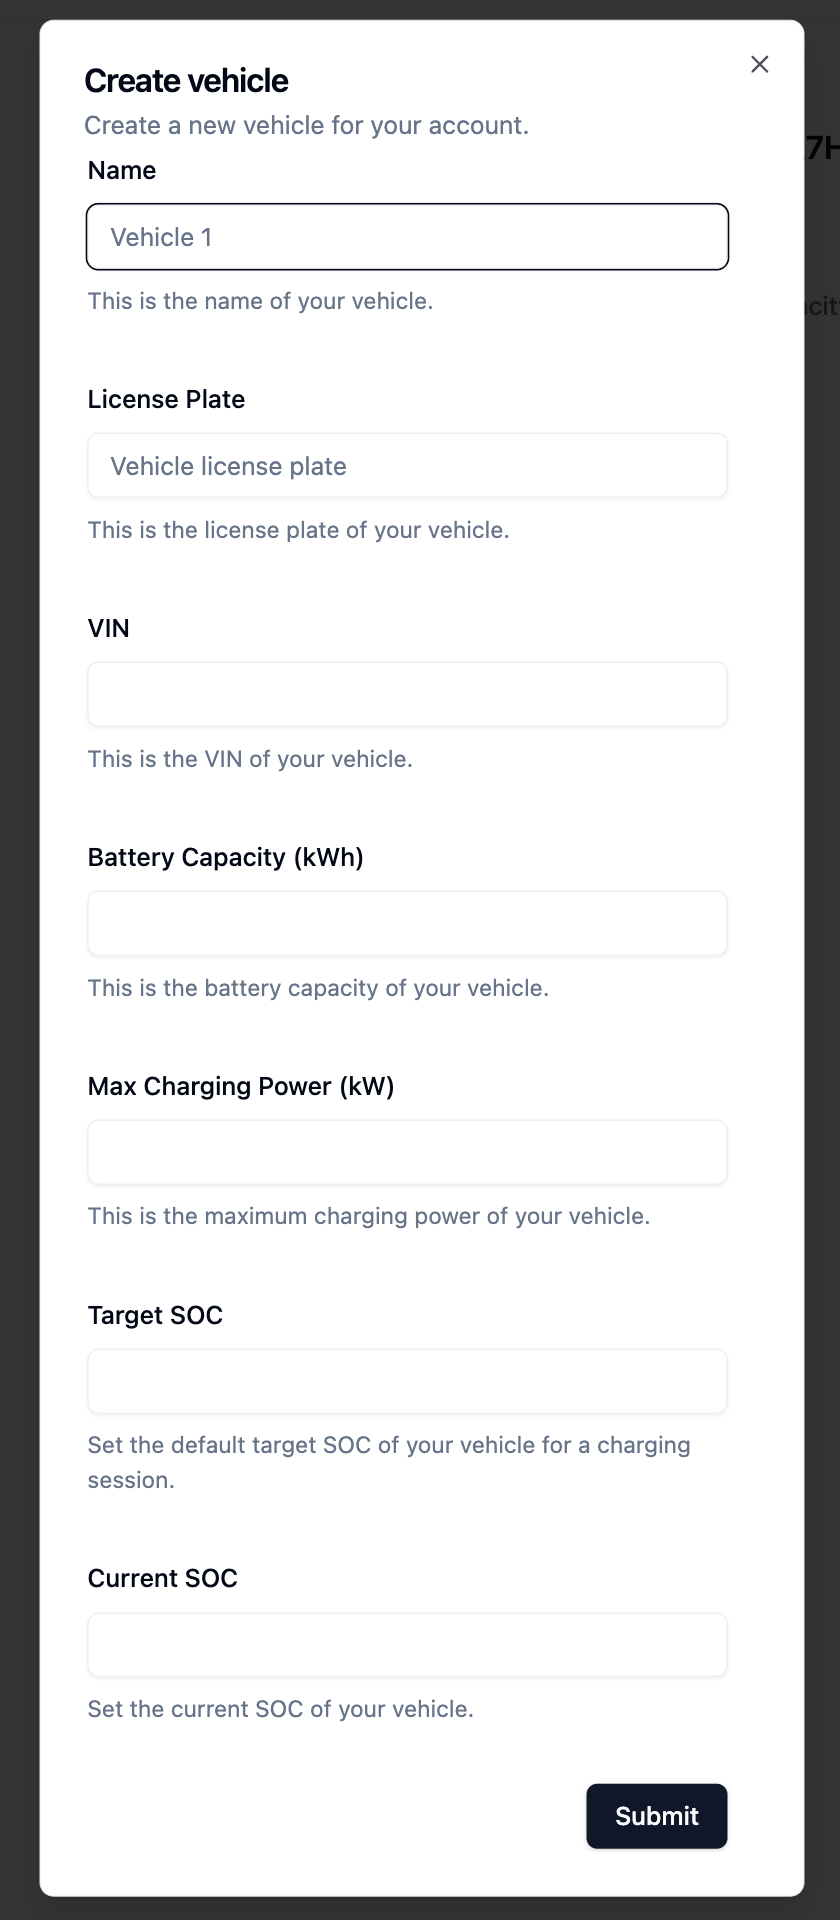 Create vehicle
Create a new vehicle for your account.
Name
Vehicle 1
This is the name of your vehicle.
License Plate
Vehicle license plate
This is the license plate of your vehicle.
VIN
This is the VIN of your vehicle.
Battery Capacity (kWh)
This is the battery capacity of your vehicle.
Max Charging Power (kW)
This is the maximum charging power of your vehicle.
Target SOC
Set the default target SOC of your vehicle for a charging
session.
Current SOC
Set the current SOC of your vehicle.
Submit